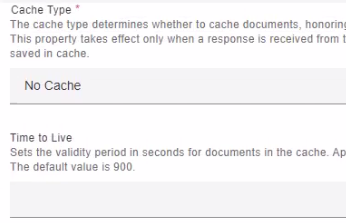 Cache Type *
The cache type determines whether to cache documents, honoring
This property takes effect only when a response is received from t
saved in cache.
No Cache
Time to Live
Sets the validity period in seconds for documents in the cache. Ap
The default value is 900.